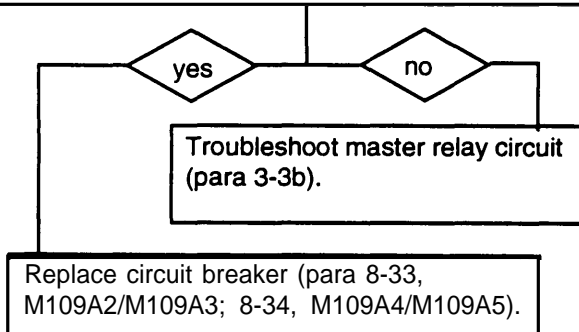 yes
no
Troubleshoot master relay circuit
(para 3-3b).
Replace circuit breaker (para 8-33,
M109A2/M109A3; 8-34, M109A4/M109A5).